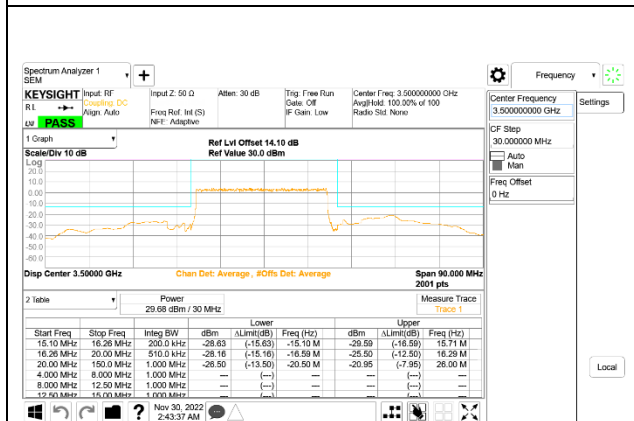 Spectrum Analyzer 1
SEM
Frequency
KEYSIGHT Input: RF Input Z: 50 Ω Atten: 30 dB Trig: Free Run Center Freq: 3.500000000 GHz
Coupling: DC Gate: Off Avg|Hold: 100.00% of 100
R L Align: Auto Freq Ref: Int (S) IF Gain: Low Radio Std: None
NFE: Adaptive
PASS
Center Frequency
3.500000000 GHz
Settings
CF Step
30.000000 MHz
Auto
Man
Freq Offset
0 Hz
1 Graph
Ref Lvl Offset 14.10 dB
Scale/Div 10 dB Ref Value 30.0 dBm
Log
20.0
10.0
0.00
-10.0
-20.0
-30.0
-40.0
-50.0
-60.0
Disp Center 3.50000 GHz Chan Det: Average , #Offs Det: Average Span 90.000 MHz
2001 pts
2 Table Power Measure Trace
29.68 dBm / 30 MHz Trace 1
Lower Upper
Start Freq Stop Freq Integ BW dBm ΔLimit(dB) Freq (Hz) dBm ΔLimit(dB) Freq (Hz)
15.10 MHz 16.26 MHz 200.0 kHz -28.63 (-15.63) -15.10 M -29.59 (-16.59) 15.71 M
16.26 MHz 20.00 MHz 510.0 kHz -28.16 (-15.16) -16.59 M -25.50 (-12.50) 16.29 M
20.00 MHz 150.0 MHz 1.000 MHz -26.50 (-13.50) -20.50 M -20.95 (-7.95) 26.00 M
4.000 MHz 8.000 MHz 1.000 MHz --- (---) --- --- (---) ---
8.000 MHz 12.50 MHz 1.000 MHz --- (---) --- --- (---) ---
12.50 MHz 15.00 MHz 1.000 MHz --- (---) --- --- (---) ---
Local
Nov 30, 2022
2:43:37 AM